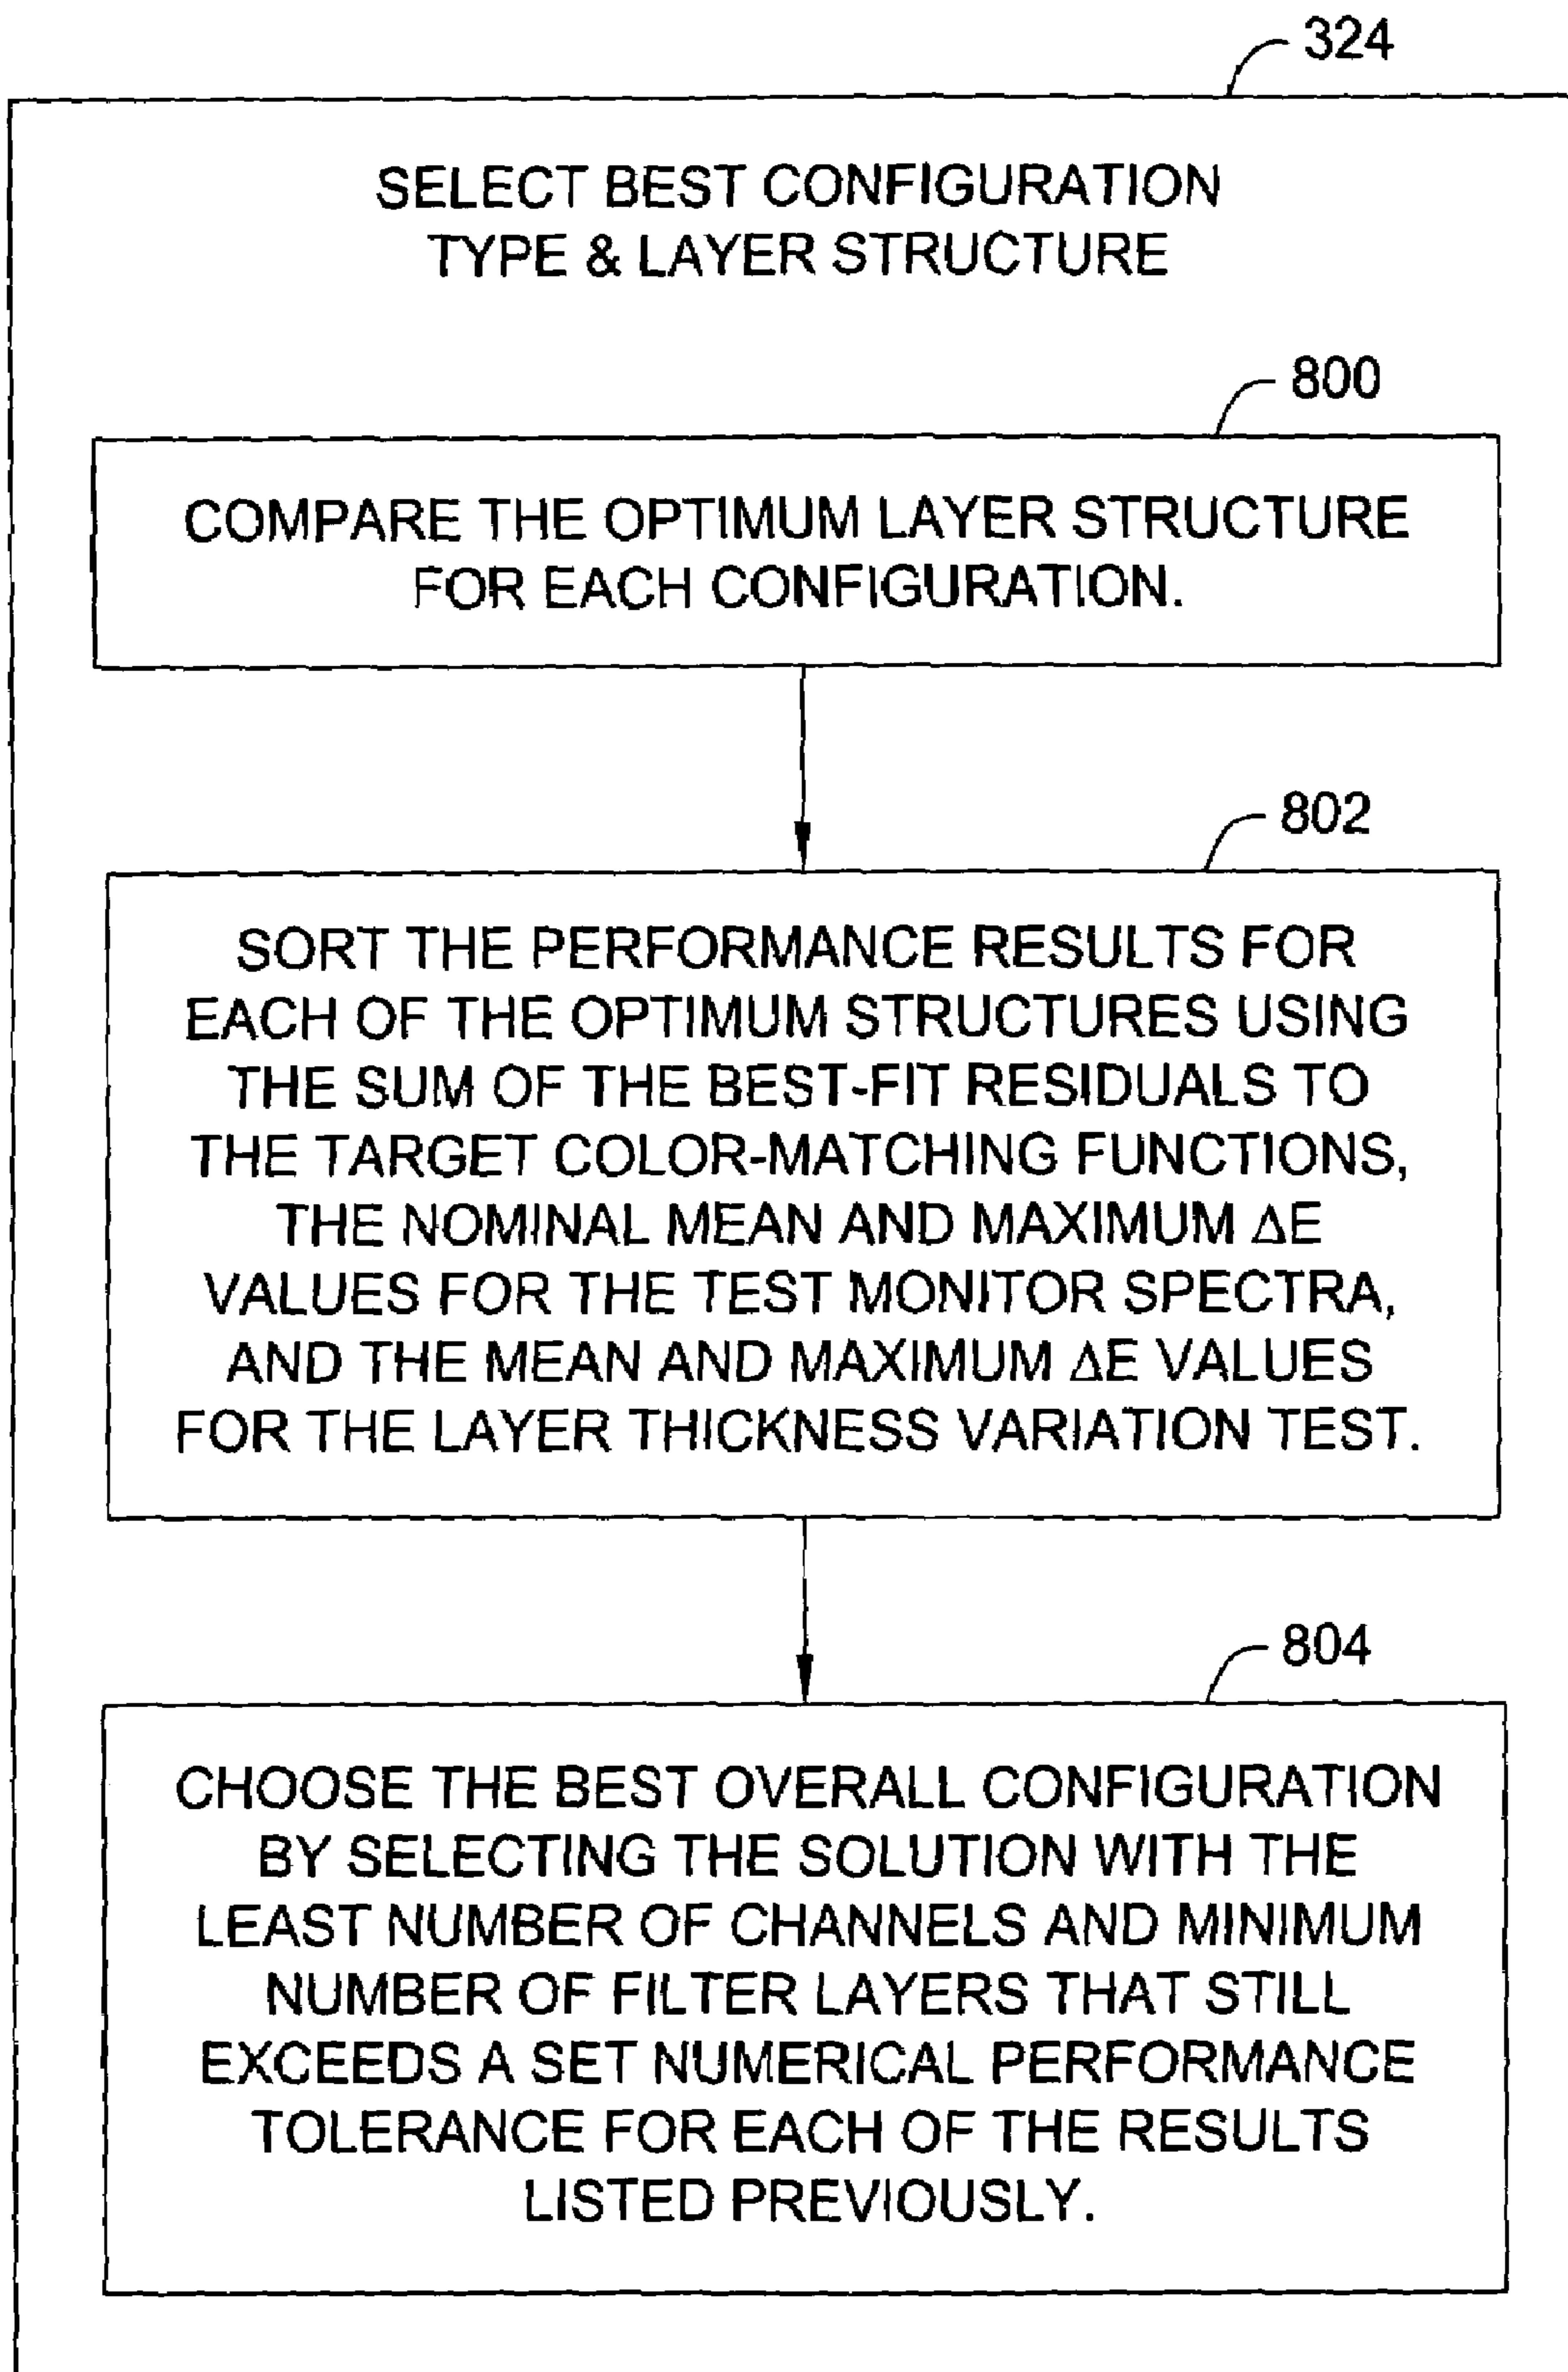 324
SELECT BEST CONFIGURATION
TYPE & LAYER STRUCTURE
800
COMPARE THE OPTIMUM LAYER STRUCTURE
FOR EACH CONFIGURATION.
802
SORT THE PERFORMANCE RESULTS FOR
EACH OF THE OPTIMUM STRUCTURES USING
THE SUM OF THE BEST-FIT RESIDUALS TO
THE TARGET COLOR-MATCHING FUNCTIONS,
THE NOMINAL MEAN AND MAXIMUM ΔE
VALUES FOR THE TEST MONITOR SPECTRA,
AND THE MEAN AND MAXIMUM ΔE VALUES
FOR THE LAYER THICKNESS VARIATION TEST.
804
CHOOSE THE BEST OVERALL CONFIGURATION
BY SELECTING THE SOLUTION WITH THE
LEAST NUMBER OF CHANNELS AND MINIMUM
NUMBER OF FILTER LAYERS THAT STILL
EXCEEDS A SET NUMERICAL PERFORMANCE
TOLERANCE FOR EACH OF THE RESULTS
LISTED PREVIOUSLY.